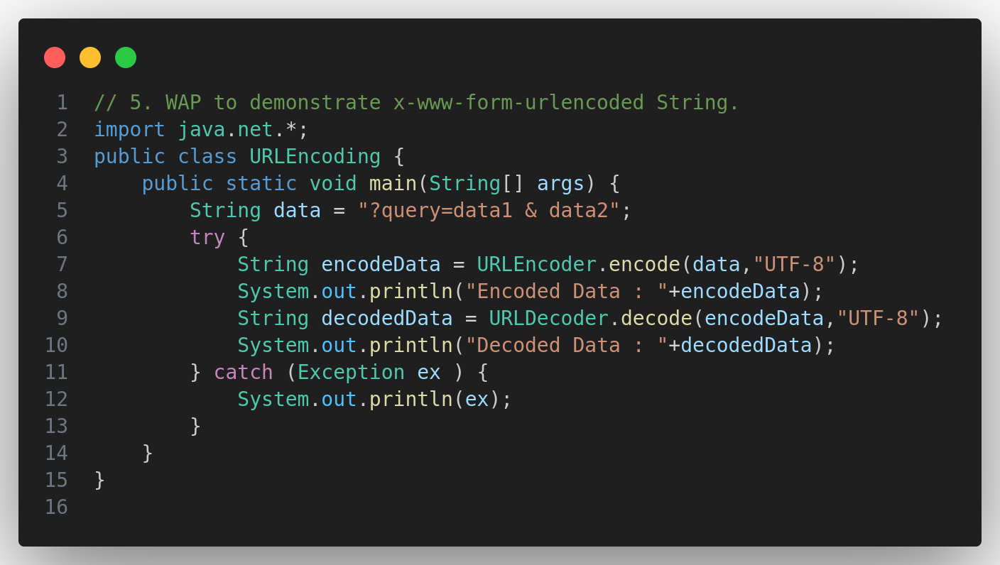 1 // 5. WAP to demonstrate x-www-form-urlencoded String.
2 import java.net.*;
3 public class URLEncoding {
4     public static void main(String[] args) {
5         String data = "?query=data1 & data2";
6         try {
7             String encodeData = URLEncoder.encode(data,"UTF-8");
8             System.out.println("Encoded Data : "+encodeData);
9             String decodedData = URLDecoder.decode(encodeData,"UTF-8");
10             System.out.println("Decoded Data : "+decodedData);
11         } catch (Exception ex ) {
12             System.out.println(ex);
13         }
14     }
15 }
16